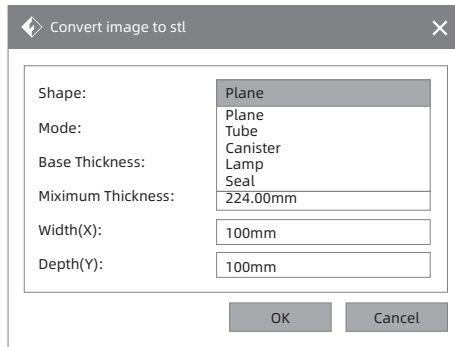 Convert image to stl
Shape: Plane
Plane
Mode: Tube
Canister
Base Thickness: Lamp
Seal
Miximum Thickness: 224.00mm
Width(X): 100mm
Depth(Y): 100mm
OK Cancel